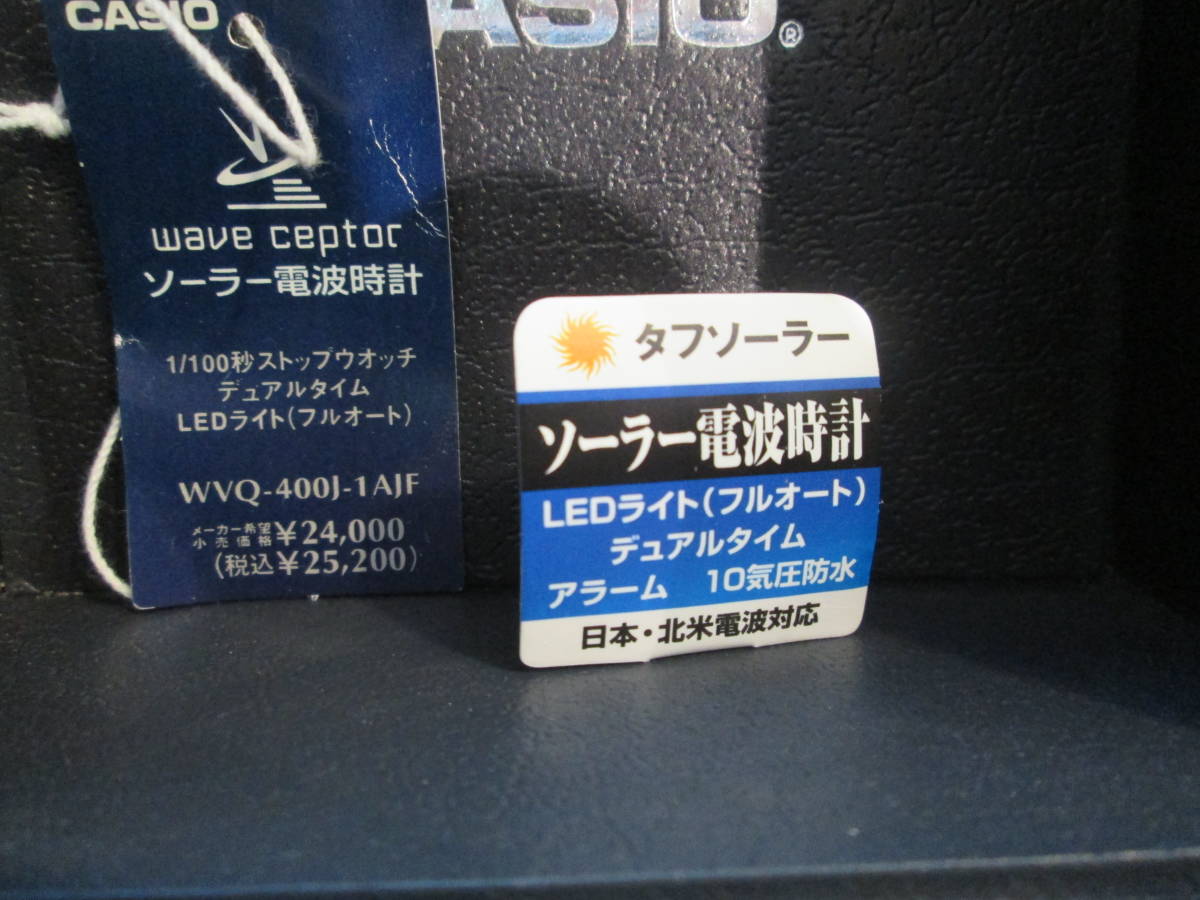 CASIO
wave ceptor
ソーラー電波時計
1/100秒ストップウオッチ
デュアルタイム
LEDライト(フルオート)
WVQ-400J-1AJF
メーカー希望小売価格 ¥24,000
(税込¥25,200)
ASIO®
タフソーラー
ソーラー電波時計
LEDライト(フルオート)
デュアルタイム
アラーム 10気圧防水
日本・北米電波対応